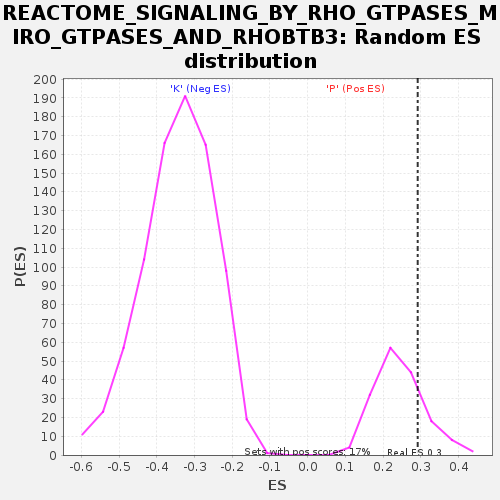 REACTOME_SIGNALING_BY_RHO_GTPASES_M
IRO_GTPASES_AND_RHOBTB3: Random ES
distribution
'K' (Neg ES)
'P' (Pos ES)
P(ES)
200
190
180
170
160
150
140
130
120
110
100
90
80
70
60
50
40
30
20
10
0
Sets with pos scores: 17%
Real ES 0.3
-0.6 -0.5 -0.4 -0.3 -0.2 -0.1 0.0 0.1 0.2 0.3 0.4
ES